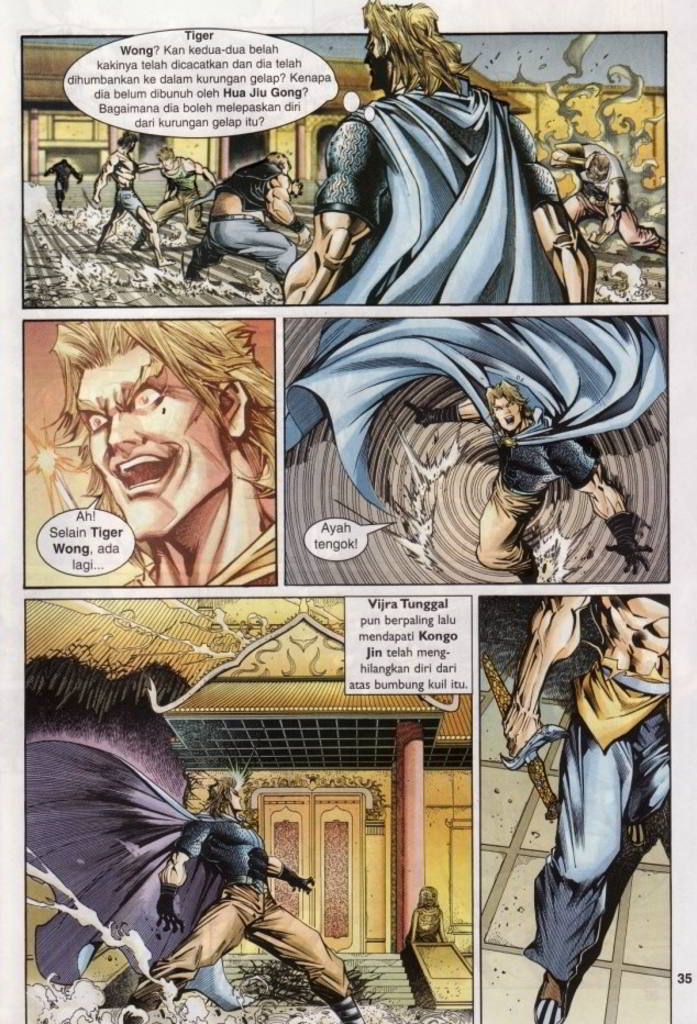 Tiger
Wong? Kan kedua-dua belah
kakinya telah dicacatkan dan dia telah
dihumbankan ke dalam kurungan gelap? Kenapa
dia belum dibunuh oleh Hua Jiu Gong?
Bagaimana dia boleh melepaskan diri
dari kurungan gelap itu?
Ah!
Selain Tiger
Wong, ada
lagi...
Ayah
tengok!
Vijra Tunggal
pun berpaling lalu
mendapati Kongo
Jin telah meng-
hilangkan diri dari
atas bumbung kuil itu.
35